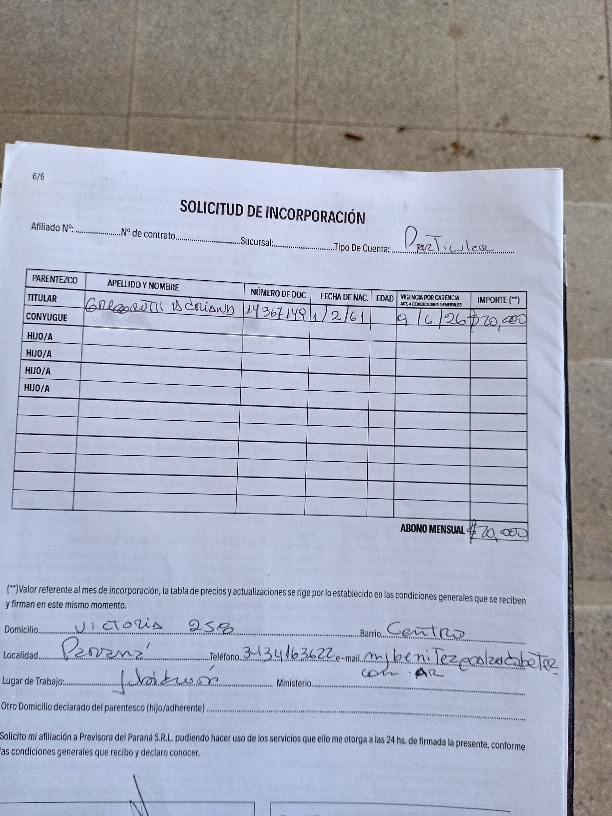 6/6
SOLICITUD DE INCORPORACIÓN
Afiliado Nº: Nº de contrato Sucursal: Tipo De Cuenta: Particular
PARENTEZCO APELLIDO Y NOMBRE NÚMERO DE DOC FECHA DE NAC. EDAD VIGENCIA POR CARENCIA IMPORTE (**)
TITULAR 14367149 1/2/61 9/6/26 $20,000
CONYUGUE
HIJO/A
HIJO/A
HIJO/A
HIJO/A
ABONO MENSUAL $20,000
(**)Valor referente al mes de incorporación, la tabla de precios y actualizaciones se rige por lo establecido en las condiciones generales que se reciben
y firman en este mismo momento.
Domicilio Victoria 258 Barrio. Centro
Localidad Paraná Teléfono 3434163622 e-mail.
com.AR
Lugar de Trabajo: Ministerio
Otro Domicilio declarado del parentesco (hijo/adherente)
Solicito mi afiliación a Previsora del Paraná S.R.L. pudiendo hacer uso de los servicios que ello me otorga a las 24 hs. de firmada la presente, conforme
las condiciones generales que recibo y declaro conocer.